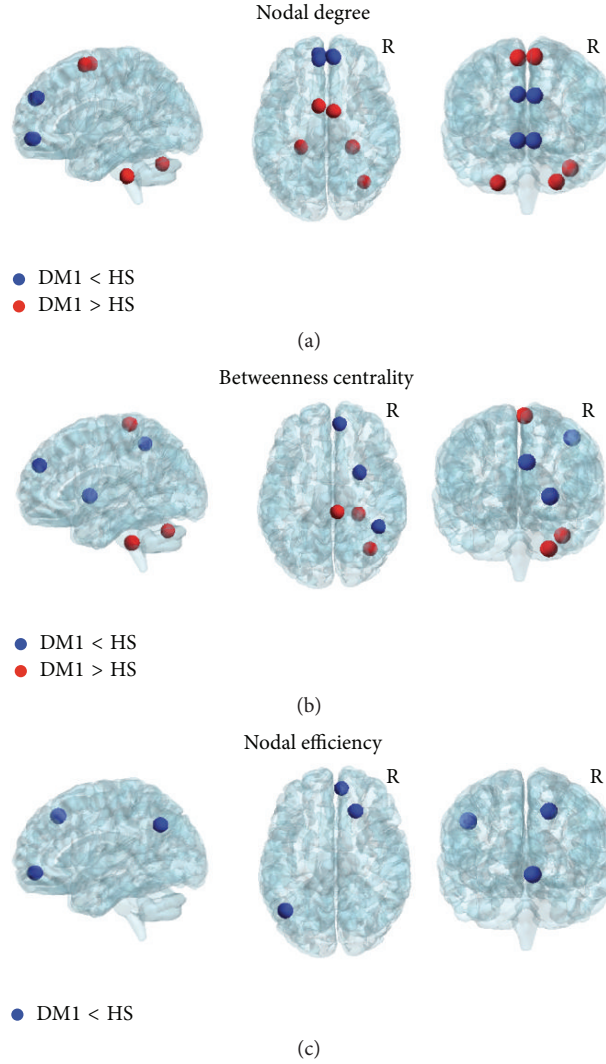 Nodal degree
R
R
DM1 < HS
DM1 > HS
(a)
Betweenness centrality
R
R
DM1 < HS
DM1 > HS
(b)
Nodal efficiency
R
R
DM1 < HS
(c)